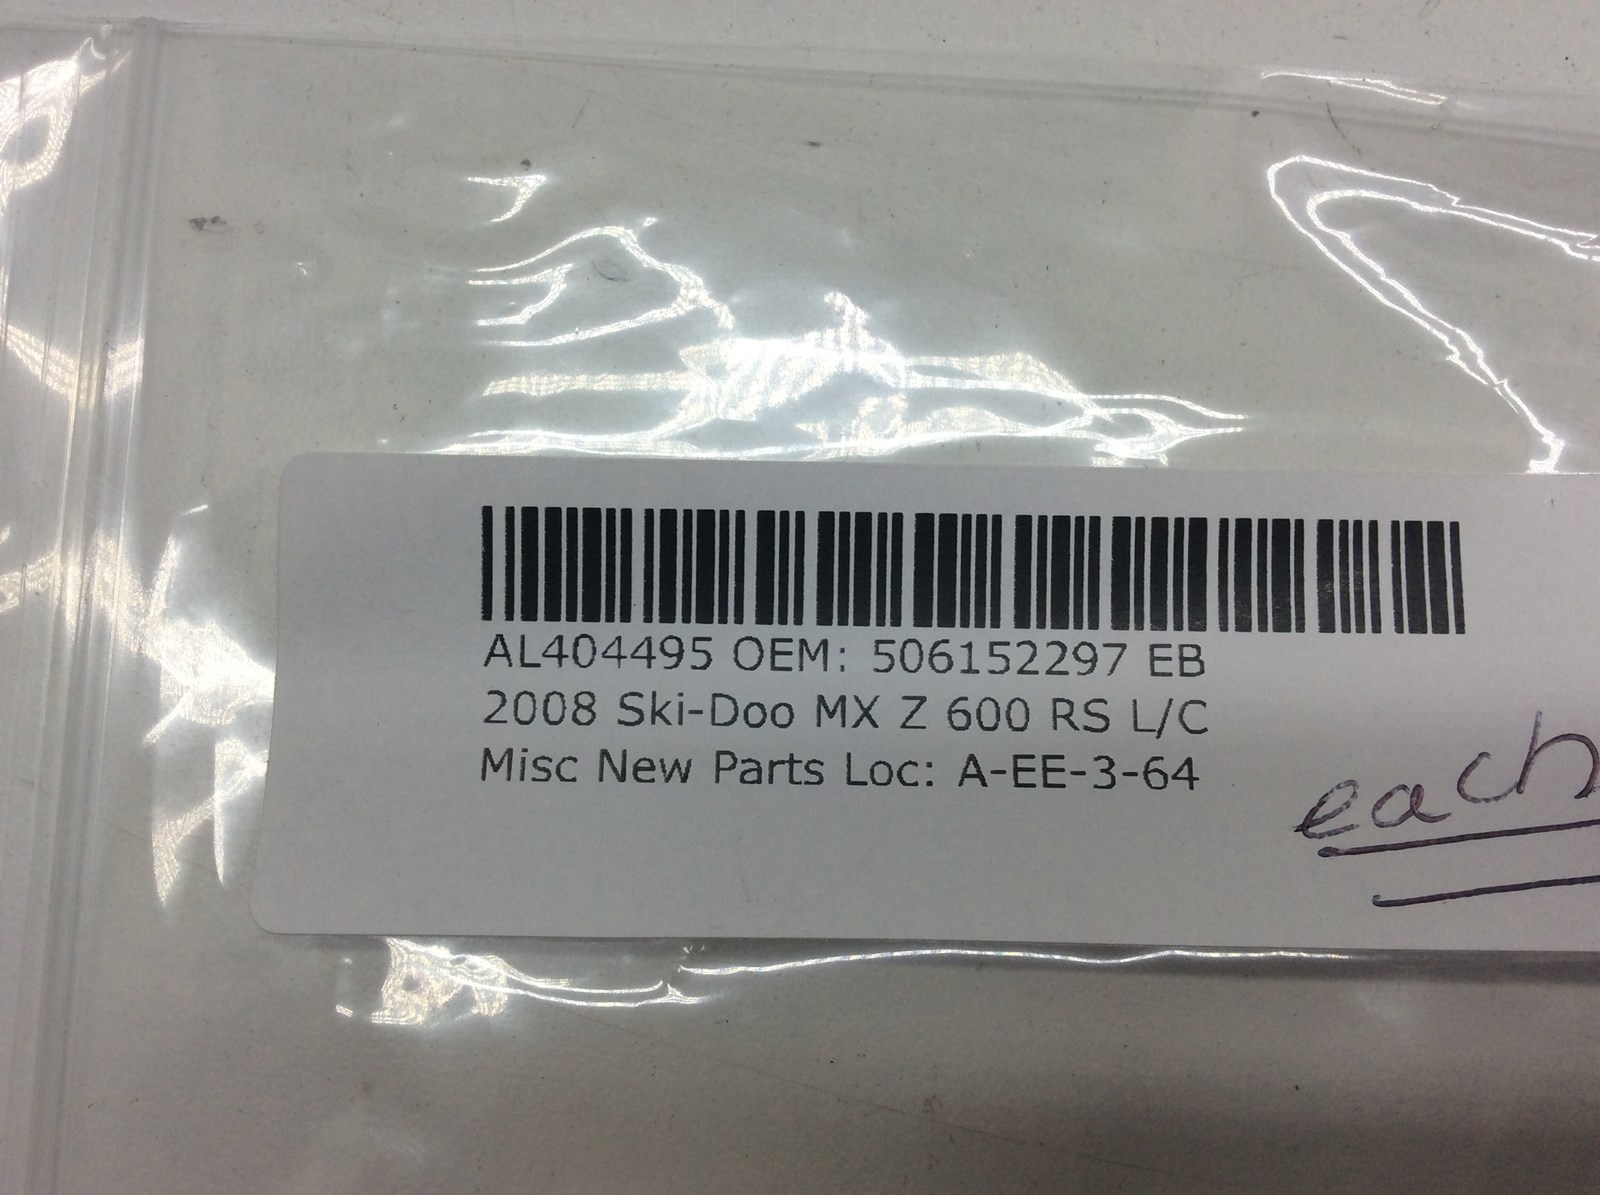 AL404495 OEM: 506152297 EB
2008 Ski-Doo MX Z 600 RS L/C
Misc New Parts Loc: A-EE-3-64
each